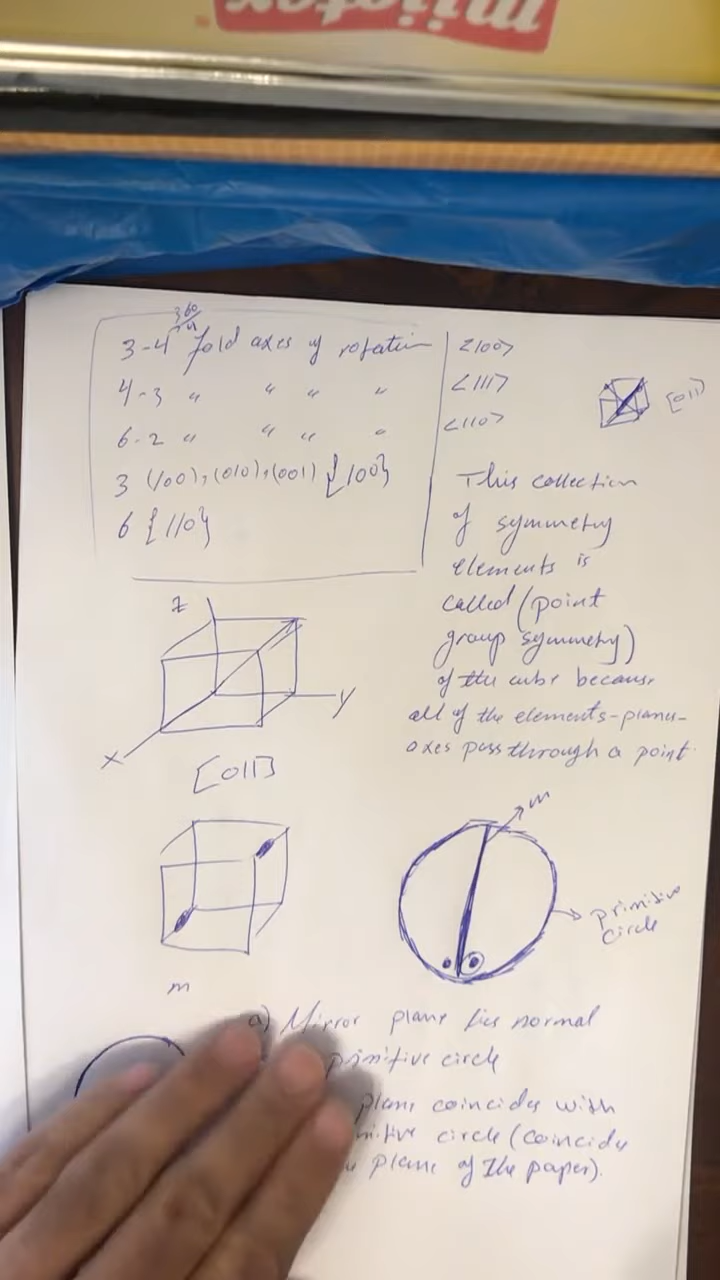 360
4
3-4 fold axes of rotation <100>
4-3 " " " " <111>
6-2 " " " " <110>
3 (100),(010),(001) {100}
6 {110}
[011]
This collection
of symmetry
elements is
called (point
group symmetry)
of the cube because
all of the elements-planes-
axes pass through a point.
z
y
x
[011]
m
primitive
circle
m
a) Mirror plane lies normal
primitive circle
plane coincides with
circle (coincide
plane of the paper).